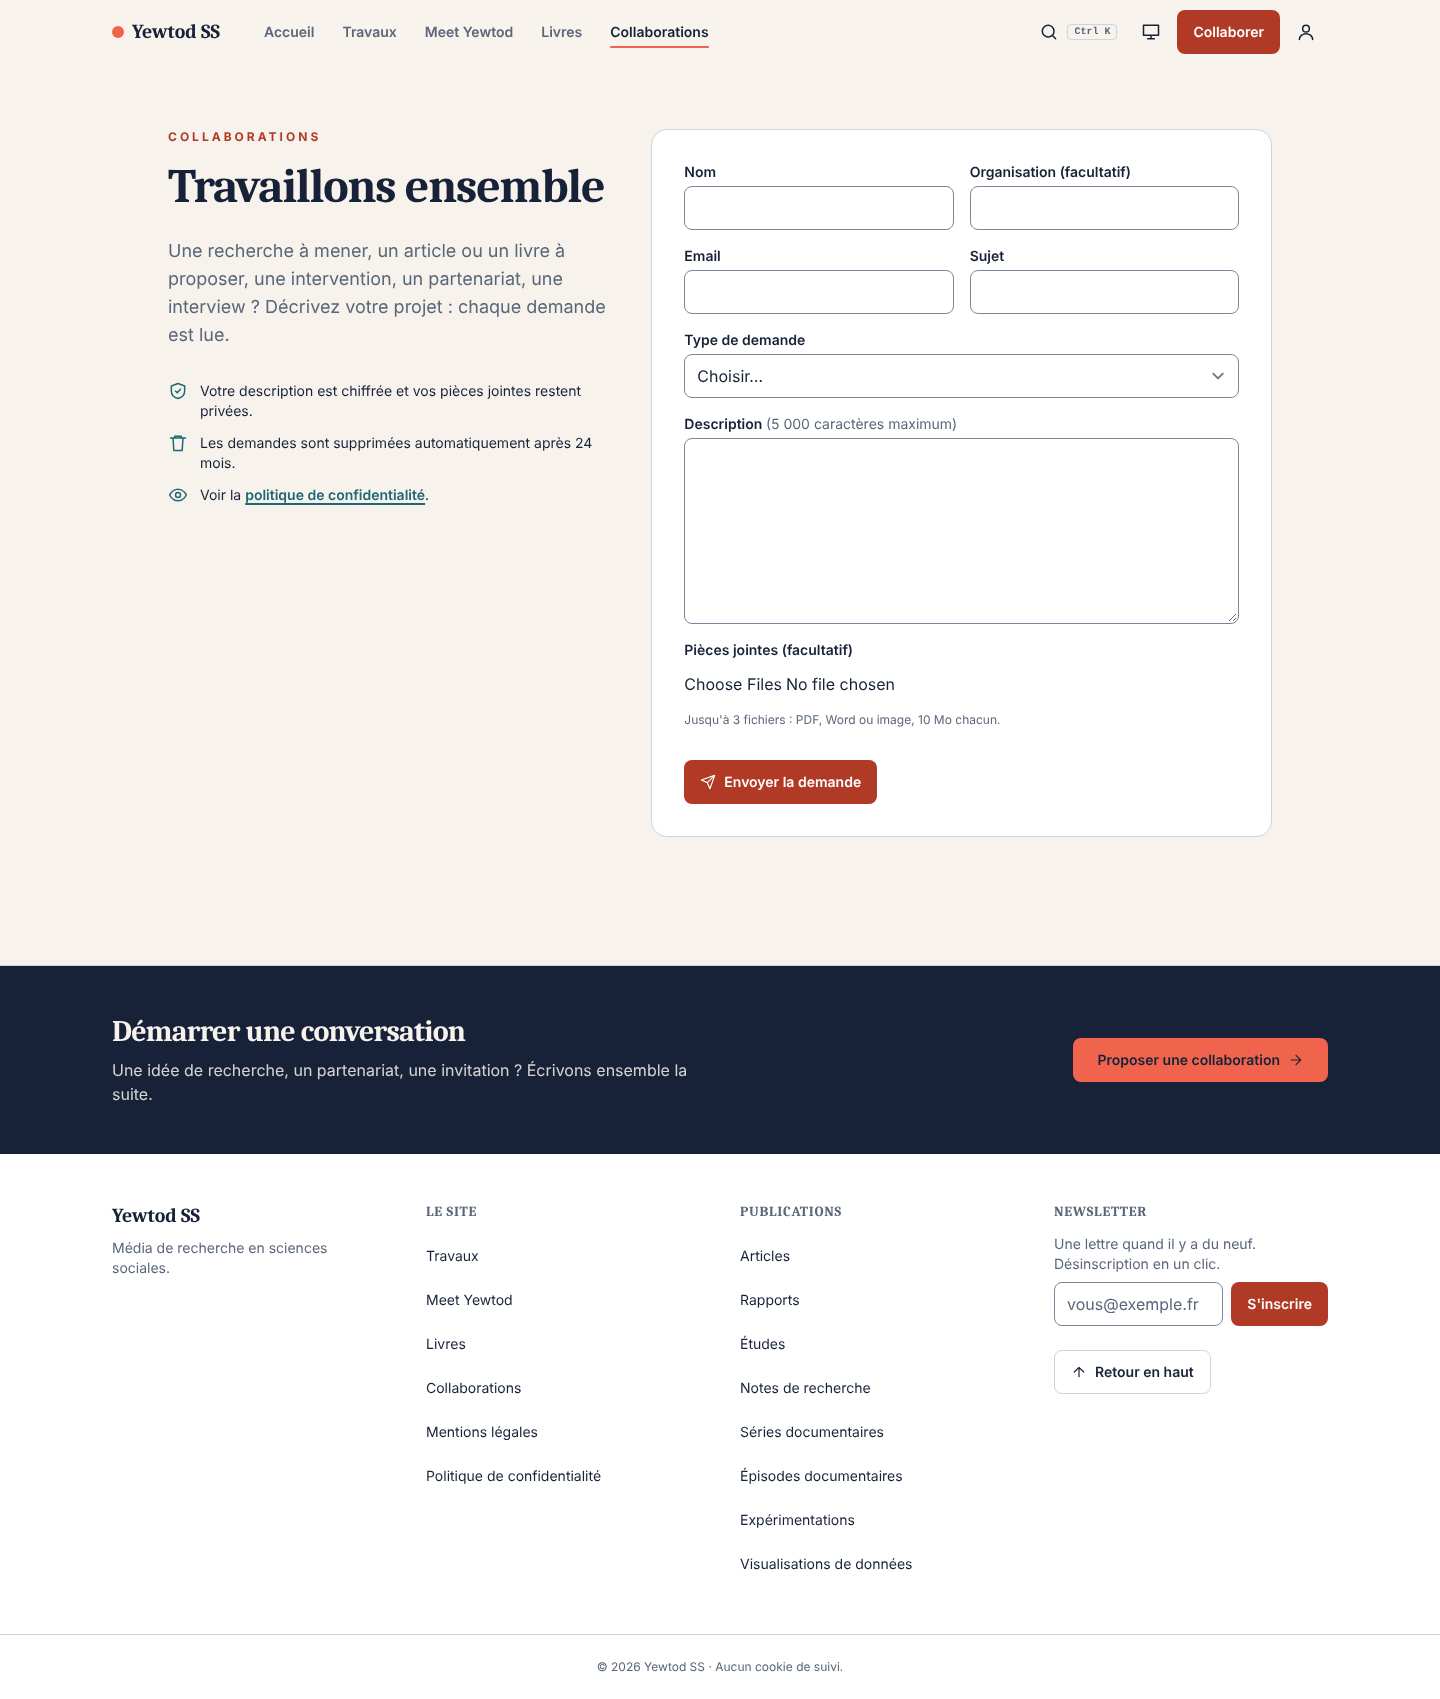 Yewtod SS
Accueil
Travaux
Meet Yewtod
Livres
Collaborations
Ctrl K
Collaborer
COLLABORATIONS
Travaillons ensemble
Une recherche à mener, un article ou un livre à
proposer, une intervention, un partenariat, une
interview ? Décrivez votre projet : chaque demande
est lue.
Votre description est chiffrée et vos pièces jointes restent
privées.
Les demandes sont supprimées automatiquement après 24
mois.
Voir la politique de confidentialité.
Nom
Organisation (facultatif)
Email
Sujet
Type de demande
Choisir...
Description (5 000 caractères maximum)
Pièces jointes (facultatif)
Choose Files No file chosen
Jusqu'à 3 fichiers : PDF, Word ou image, 10 Mo chacun.
Envoyer la demande
Démarrer une conversation
Une idée de recherche, un partenariat, une invitation ? Écrivons ensemble la
suite.
Proposer une collaboration
Yewtod SS
Média de recherche en sciences
sociales.
LE SITE
Travaux
Meet Yewtod
Livres
Collaborations
Mentions légales
Politique de confidentialité
PUBLICATIONS
Articles
Rapports
Études
Notes de recherche
Séries documentaires
Épisodes documentaires
Expérimentations
Visualisations de données
NEWSLETTER
Une lettre quand il y a du neuf.
Désinscription en un clic.
vous@exemple.fr
S'inscrire
Retour en haut
© 2026 Yewtod SS · Aucun cookie de suivi.